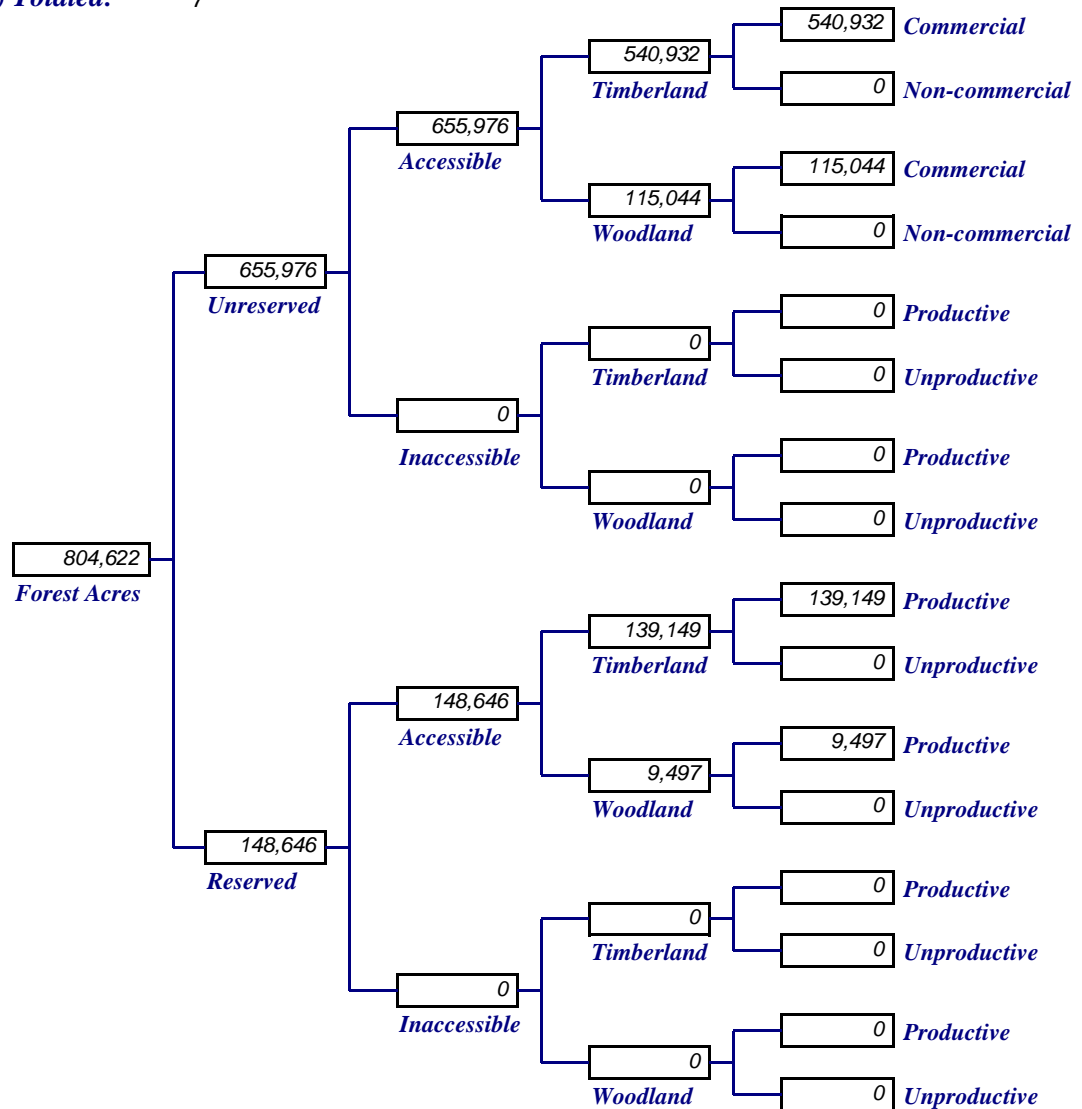 Totaled: 7
540,932 Commercial
540,932
Timberland
0 Non-commercial
655,976
Accessible
115,044 Commercial
115,044
Woodland
0 Non-commercial
655,976
Unreserved
0 Productive
0
Timberland
0 Unproductive
0
Inaccessible
0 Productive
0
Woodland
0 Unproductive
804,622
Forest Acres
139,149 Productive
139,149
Timberland
0 Unproductive
148,646
Accessible
9,497 Productive
9,497
Woodland
0 Unproductive
148,646
Reserved
0 Productive
0
Timberland
0 Unproductive
0
Inaccessible
0 Productive
0
Woodland
0 Unproductive